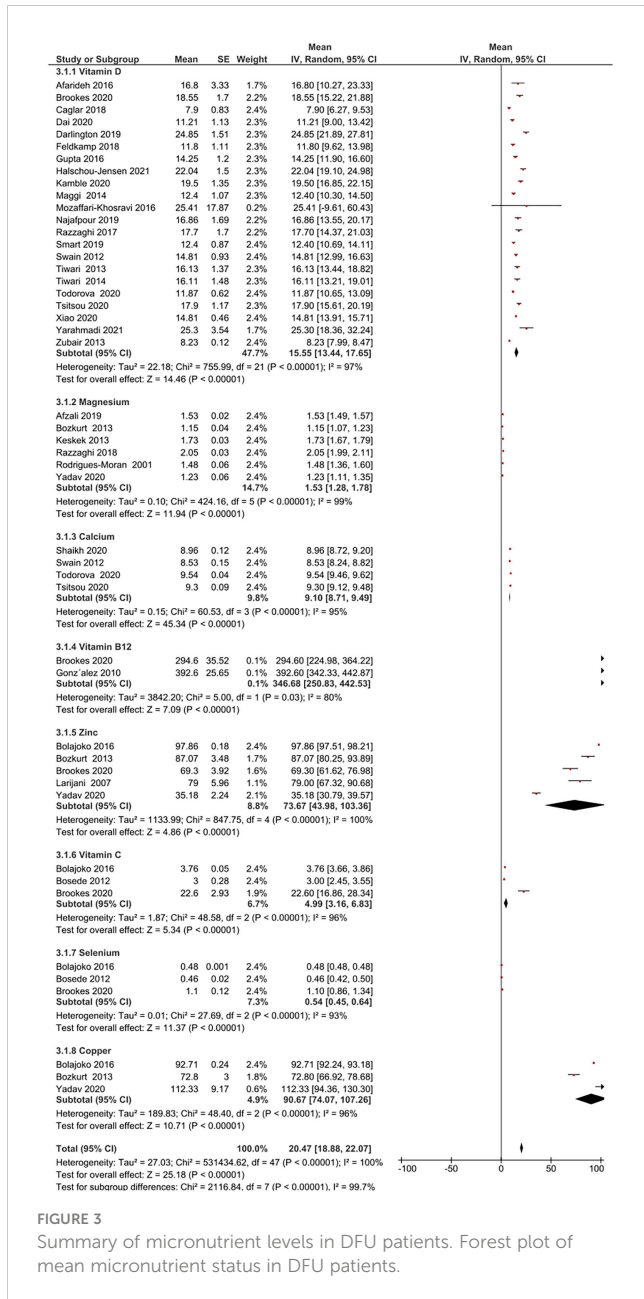 Mean Mean
Study or Subgroup Mean SE Weight IV, Random, 95% CI IV, Random, 95% CI
3.1.1 Vitamin D
Afarideh 2016 16.8 3.33 1.7% 16.80 [10.27, 23.33]
Brookes 2020 18.55 1.7 2.2% 18.55 [15.22, 21.88]
Caglar 2018 7.9 0.83 2.4% 7.90 [6.27, 9.53]
Dai 2020 11.21 1.13 2.3% 11.21 [9.00, 13.42]
Darlington 2019 24.85 1.51 2.3% 24.85 [21.89, 27.81]
Feldkamp 2018 11.8 1.11 2.3% 11.80 [9.62, 13.98]
Gupta 2016 14.25 1.2 2.3% 14.25 [11.90, 16.60]
Halschou-Jensen 2021 22.04 1.5 2.3% 22.04 [19.10, 24.98]
Kamble 2020 19.5 1.35 2.3% 19.50 [16.85, 22.15]
Maggi 2014 12.4 1.07 2.3% 12.40 [10.30, 14.50]
Mozaffari-Khosravi 2016 25.41 17.87 0.2% 25.41 [-9.61, 60.43]
Najafpour 2019 16.86 1.69 2.2% 16.86 [13.55, 20.17]
Razzaghi 2017 17.7 1.7 2.2% 17.70 [14.37, 21.03]
Smart 2019 12.4 0.87 2.4% 12.40 [10.69, 14.11]
Swain 2012 14.81 0.93 2.4% 14.81 [12.99, 16.63]
Tiwari 2013 16.13 1.37 2.3% 16.13 [13.44, 18.82]
Tiwari 2014 16.11 1.48 2.3% 16.11 [13.21, 19.01]
Todorova 2020 11.87 0.62 2.4% 11.87 [10.65, 13.09]
Tsitsou 2020 17.9 1.17 2.3% 17.90 [15.61, 20.19]
Xiao 2020 14.81 0.46 2.4% 14.81 [13.91, 15.71]
Yarahmadi 2021 25.3 3.54 1.7% 25.30 [18.36, 32.24]
Zubair 2013 8.23 0.12 2.4% 8.23 [7.99, 8.47]
Subtotal (95% CI) 47.7% 15.55 [13.44, 17.65]
Heterogeneity: Tau² = 22.18; Chi² = 755.99, df = 21 (P < 0.00001); I² = 97%
Test for overall effect: Z = 14.46 (P < 0.00001)
3.1.2 Magnesium
Afzali 2019 1.53 0.02 2.4% 1.53 [1.49, 1.57]
Bozkurt 2013 1.15 0.04 2.4% 1.15 [1.07, 1.23]
Keskek 2013 1.73 0.03 2.4% 1.73 [1.67, 1.79]
Razzaghi 2018 2.05 0.03 2.4% 2.05 [1.99, 2.11]
Rodrigues-Moran 2001 1.48 0.06 2.4% 1.48 [1.36, 1.60]
Yadav 2020 1.23 0.06 2.4% 1.23 [1.11, 1.35]
Subtotal (95% CI) 14.7% 1.53 [1.28, 1.78]
Heterogeneity: Tau² = 0.10; Chi² = 424.16, df = 5 (P < 0.00001); I² = 99%
Test for overall effect: Z = 11.94 (P < 0.00001)
3.1.3 Calcium
Shaikh 2020 8.96 0.12 2.4% 8.96 [8.72, 9.20]
Swain 2012 8.53 0.15 2.4% 8.53 [8.24, 8.82]
Todorova 2020 9.54 0.04 2.4% 9.54 [9.46, 9.62]
Tsitsou 2020 9.3 0.09 2.4% 9.30 [9.12, 9.48]
Subtotal (95% CI) 9.8% 9.10 [8.71, 9.49]
Heterogeneity: Tau² = 0.15; Chi² = 60.53, df = 3 (P < 0.00001); I² = 95%
Test for overall effect: Z = 45.34 (P < 0.00001)
3.1.4 Vitamin B12
Brookes 2020 294.6 35.52 0.1% 294.60 [224.98, 364.22]
Gonz´alez 2010 392.6 25.65 0.1% 392.60 [342.33, 442.87]
Subtotal (95% CI) 0.1% 346.68 [250.83, 442.53]
Heterogeneity: Tau² = 3842.20; Chi² = 5.00, df = 1 (P = 0.03); I² = 80%
Test for overall effect: Z = 7.09 (P < 0.00001)
3.1.5 Zinc
Bolajoko 2016 97.86 0.18 2.4% 97.86 [97.51, 98.21]
Bozkurt 2013 87.07 3.48 1.7% 87.07 [80.25, 93.89]
Brookes 2020 69.3 3.92 1.6% 69.30 [61.62, 76.98]
Larijani 2007 79 5.96 1.0% 79.00 [67.32, 90.68]
Yadav 2020 35.18 2.24 2.1% 35.18 [30.79, 39.57]
Subtotal (95% CI) 8.8% 73.67 [43.98, 103.36]
Heterogeneity: Tau² = 1133.99; Chi² = 847.75, df = 4 (P < 0.00001); I² = 100%
Test for overall effect: Z = 4.86 (P < 0.00001)
3.1.6 Vitamin C
Bolajoko 2016 3.76 0.05 2.4% 3.76 [3.66, 3.86]
Bosede 2012 3 0.28 2.4% 3.00 [2.45, 3.55]
Brookes 2020 22.6 2.93 1.9% 22.60 [16.86, 28.34]
Subtotal (95% CI) 6.7% 4.99 [3.16, 6.83]
Heterogeneity: Tau² = 1.87; Chi² = 48.58, df = 2 (P < 0.00001); I² = 96%
Test for overall effect: Z = 5.34 (P < 0.00001)
3.1.7 Selenium
Bolajoko 2016 0.48 0.001 2.4% 0.48 [0.48, 0.48]
Bosede 2012 0.46 0.02 2.4% 0.46 [0.42, 0.50]
Brookes 2020 1.1 0.12 2.4% 1.10 [0.86, 1.34]
Subtotal (95% CI) 7.3% 0.54 [0.45, 0.64]
Heterogeneity: Tau² = 0.01; Chi² = 27.69, df = 2 (P < 0.00001); I² = 93%
Test for overall effect: Z = 11.37 (P < 0.00001)
3.1.8 Copper
Bolajoko 2016 92.71 0.24 2.4% 92.71 [92.24, 93.18]
Bozkurt 2013 72.8 3 1.8% 72.80 [66.92, 78.68]
Yadav 2020 112.33 9.17 0.6% 112.33 [94.36, 130.30]
Subtotal (95% CI) 4.9% 90.67 [74.07, 107.26]
Heterogeneity: Tau² = 189.83; Chi² = 48.40, df = 2 (P < 0.00001); I² = 96%
Test for overall effect: Z = 10.71 (P < 0.00001)
Total (95% CI) 100.0% 20.47 [18.88, 22.07]
Heterogeneity: Tau² = 27.03; Chi² = 531434.62, df = 47 (P < 0.00001); I² = 100%
Test for overall effect: Z = 25.18 (P < 0.00001)
Test for subgroup differences: Chi² = 2116.84, df = 7 (P < 0.00001), I² = 99.7%
-100 -50 0 50 100
FIGURE 3
Summary of micronutrient levels in DFU patients. Forest plot of
mean micronutrient status in DFU patients.